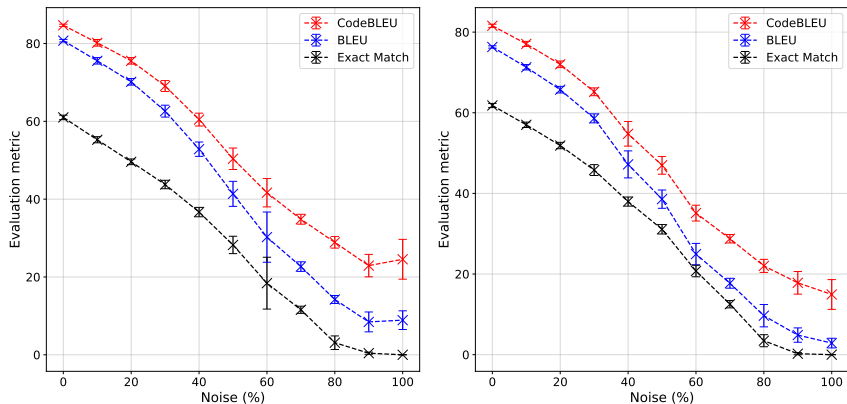 CodeBLEU
BLEU
Exact Match
Evaluation metric
80
60
40
20
0
0 20 40 60 80 100
Noise (%)
CodeBLEU
BLEU
Exact Match
Evaluation metric
80
60
40
20
0
0 20 40 60 80 100
Noise (%)